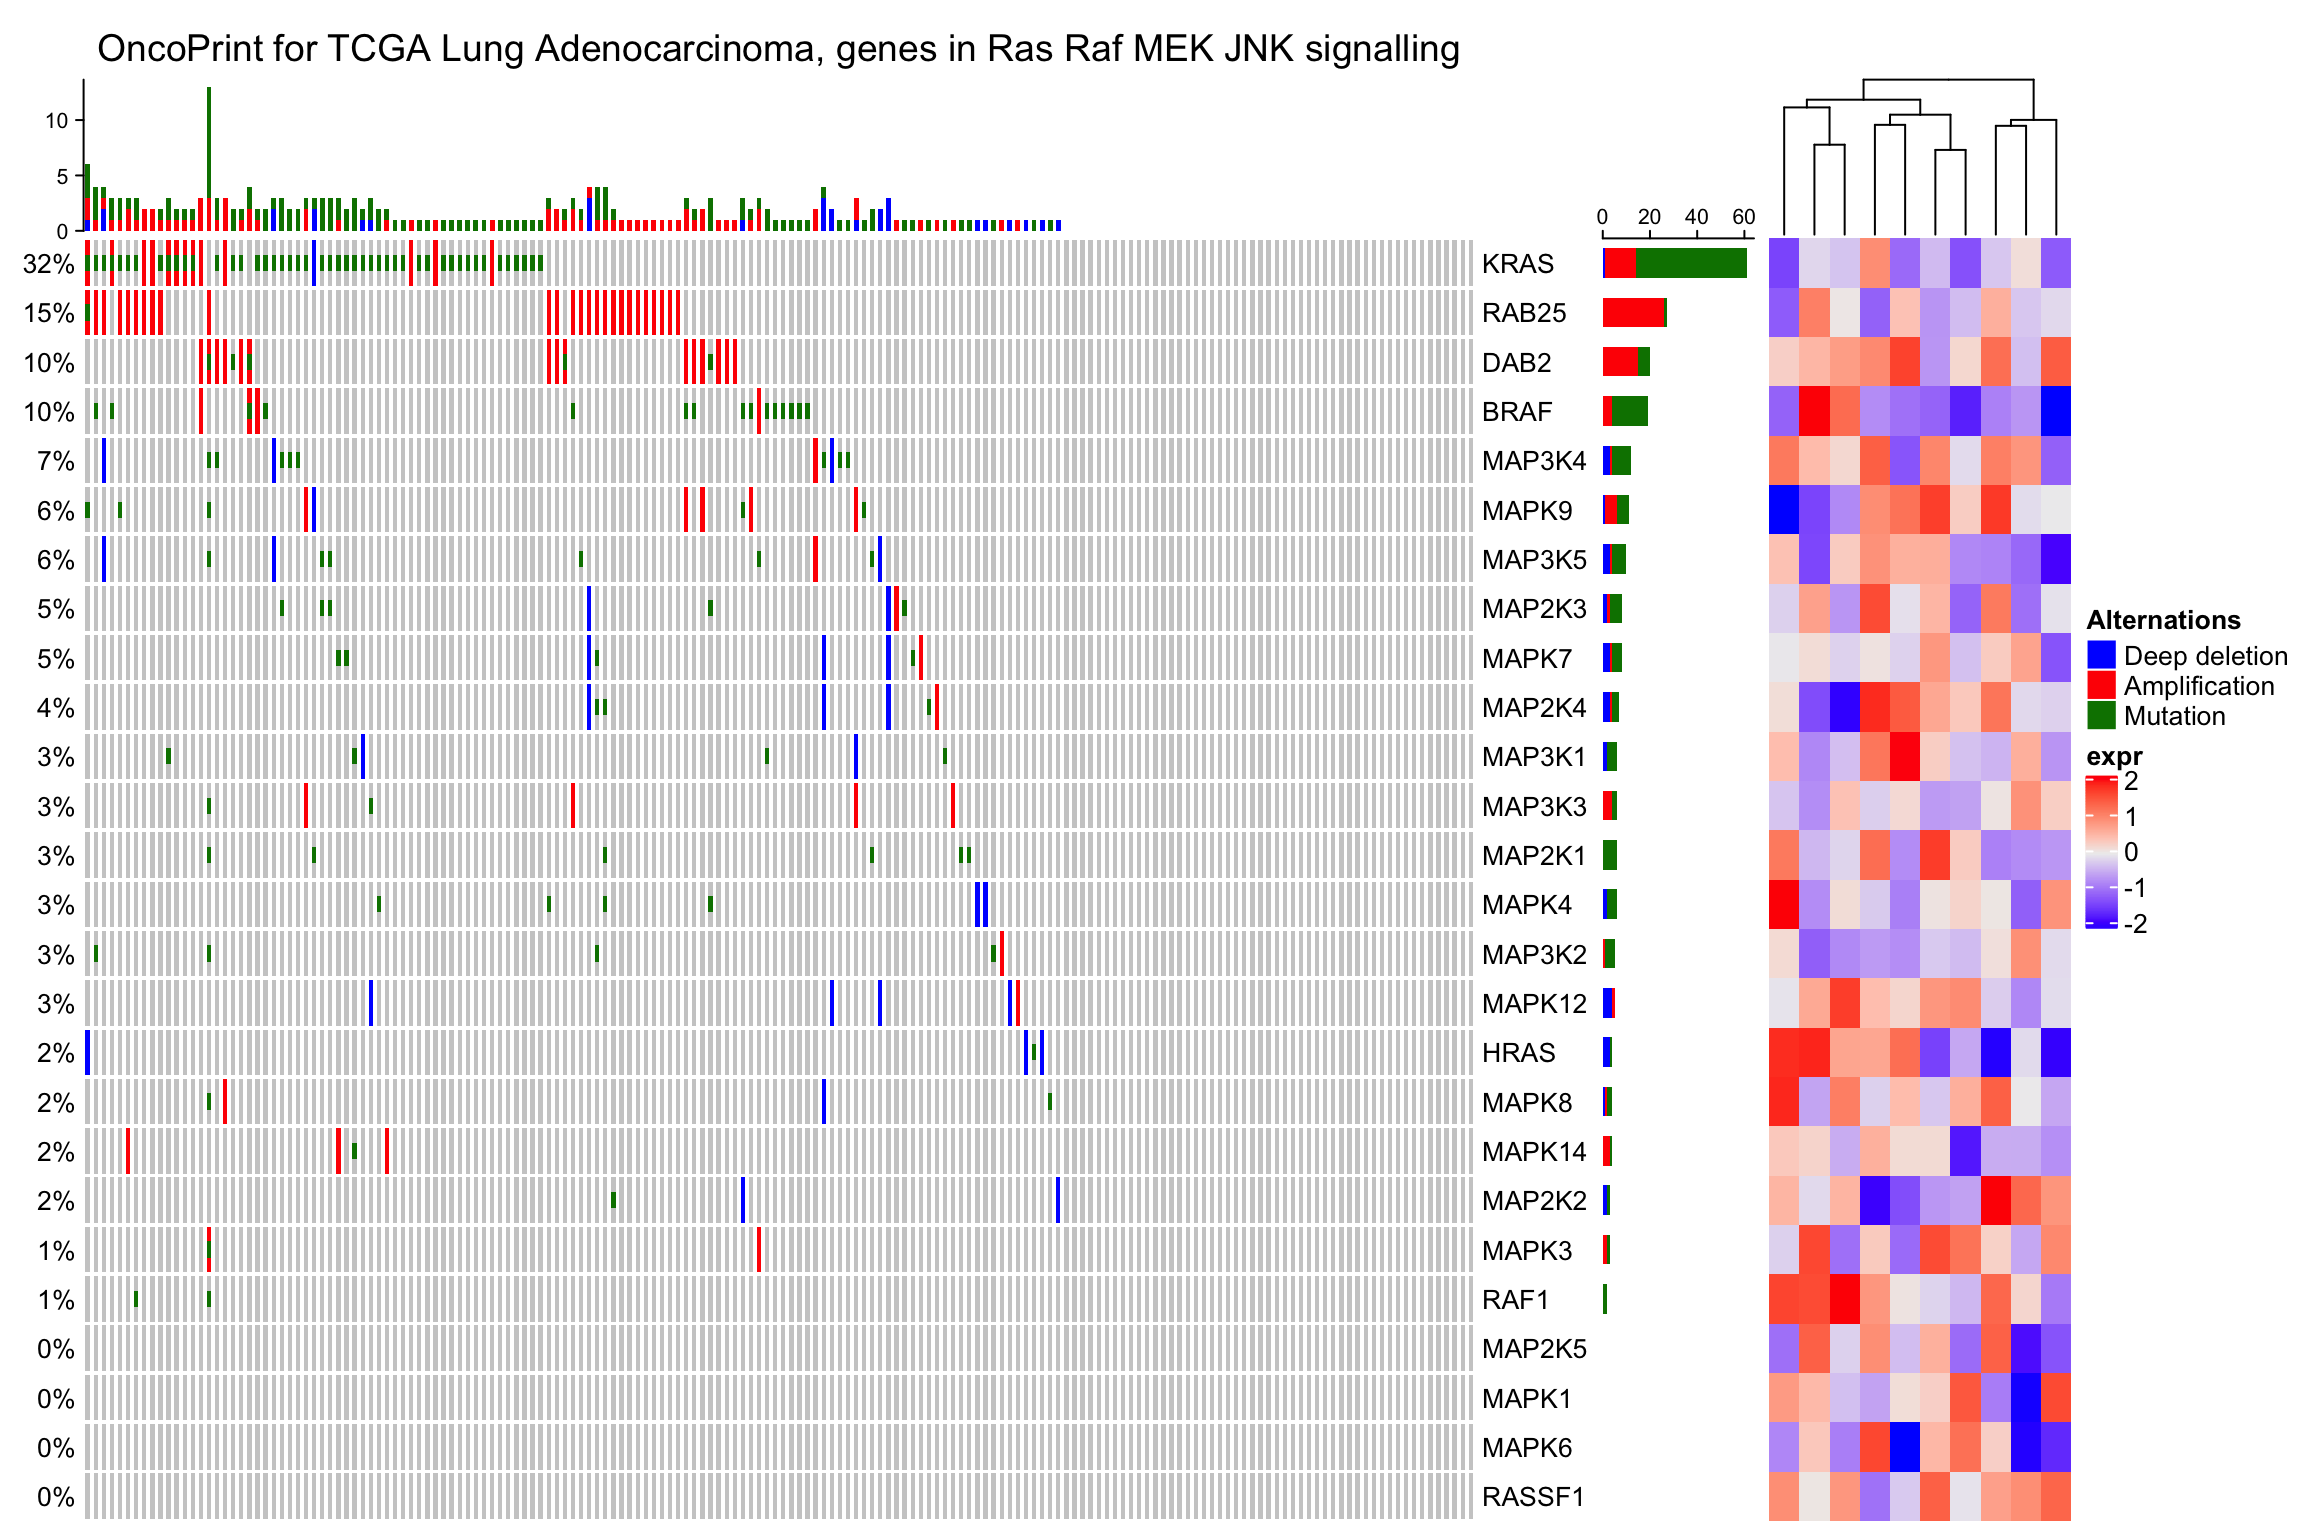 OncoPrint for TCGA Lung Adenocarcinoma, genes in Ras Raf MEK JNK signalling
10
5
0
0 20 40 60
32% KRAS
15% RAB25
10% DAB2
10% BRAF
7% MAP3K4
6% MAPK9
6% MAP3K5
5% MAP2K3
5% MAPK7
4% MAP2K4
3% MAP3K1
3% MAP3K3
3% MAP2K1
3% MAPK4
3% MAP3K2
3% MAPK12
2% HRAS
2% MAPK8
2% MAPK14
2% MAP2K2
1% MAPK3
1% RAF1
0% MAP2K5
0% MAPK1
0% MAPK6
0% RASSF1
Alternations
Deep deletion
Amplification
Mutation
expr
2
1
0
-1
-2